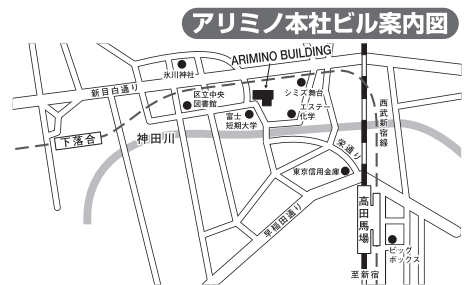 アリミノ本社ビル案内図
ARIMINO BUILDING
氷川神社
新目白通り
区立中央
図書館
シミズ舞台
エステー
化学
富士
短期大学
西武新宿線
下落合
神田川
栄通り
東京信用金庫
早稲田通り
高田馬場
ビッグ
ボックス
至新宿